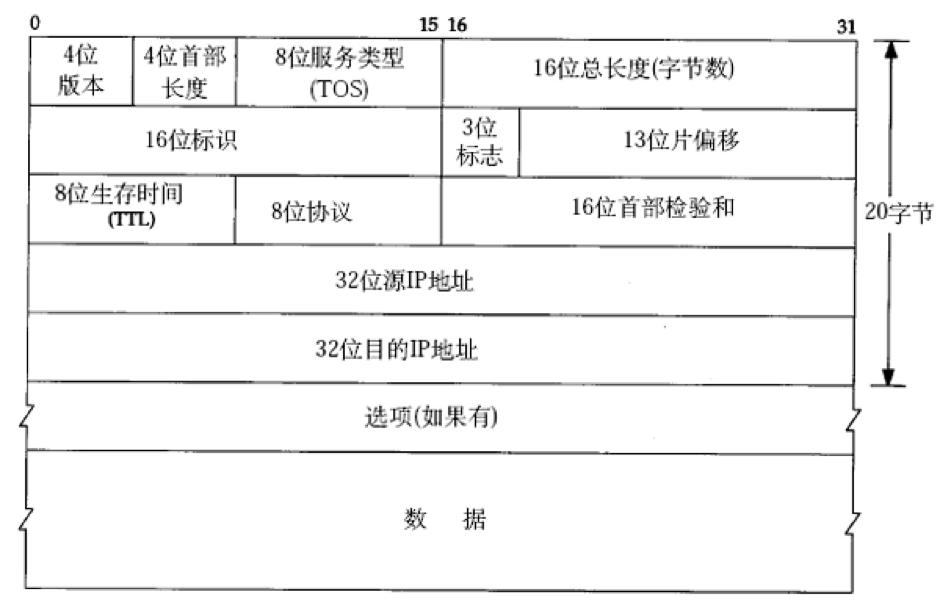 0 15 16 31
4位
版本
4位首部
长度
8位服务类型
(TOS)
16位总长度(字节数)
16位标识
3位
标志
13位片偏移
8位生存时间
(TTL)
8位协议
16位首部检验和
20字节
32位源IP地址
32位目的IP地址
选项(如果有)
数 据